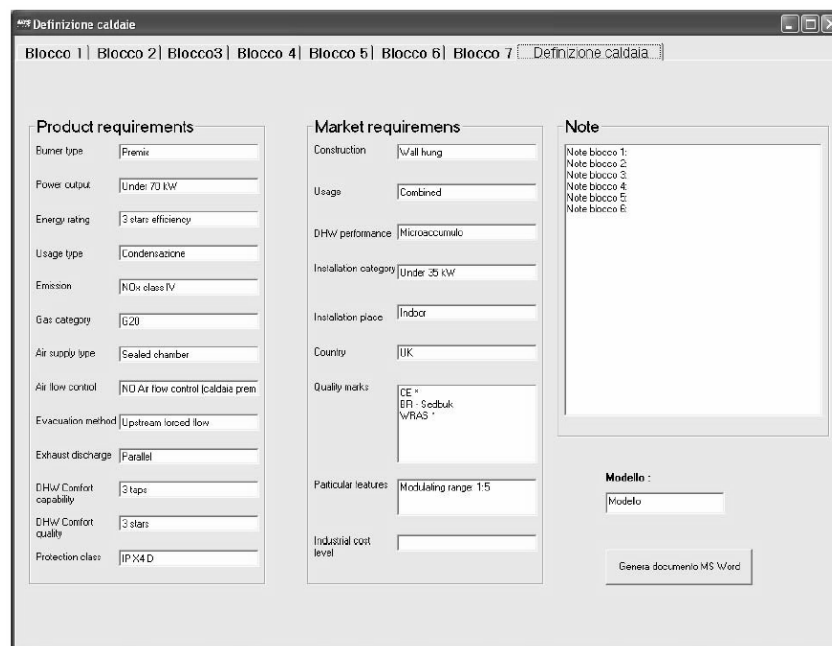 MTS Definizione caldaie
Blocco 1 Blocco 2 Blocco3 Blocco 4 Blocco 5 Blocco 6 Blocco 7 Definizione caldaia
Product requirements
Burner type Premix
Power output Under 70 kW
Energy rating 3 stars efficiency
Usage type Condensazione
Emission NOx class IV
Gas category G20
Air supply type Sealed chamber
Air flow control NO Air flow control (caldaia prem
Evacuation method Upstream forced flow
Exhaust discharge Parallel
DHW Comfort
capability 3 taps
DHW Comfort
quality 3 stars
Protection class IP X4 D
Market requiremens
Construction Wall hung
Usage Combined
DHW performance Microaccumulo
Installation category Under 35 kW
Installation place Indoor
Country UK
Quality marks CE *
BR - Sedbuk
WRAS *
Particular features Modulating range: 1:5
Industrial cost
level
Note
Note blocco 1:
Note blocco 2:
Note blocco 3:
Note blocco 4:
Note blocco 5:
Note blocco 6:
Modello :
Modello
Genera documento MS Word